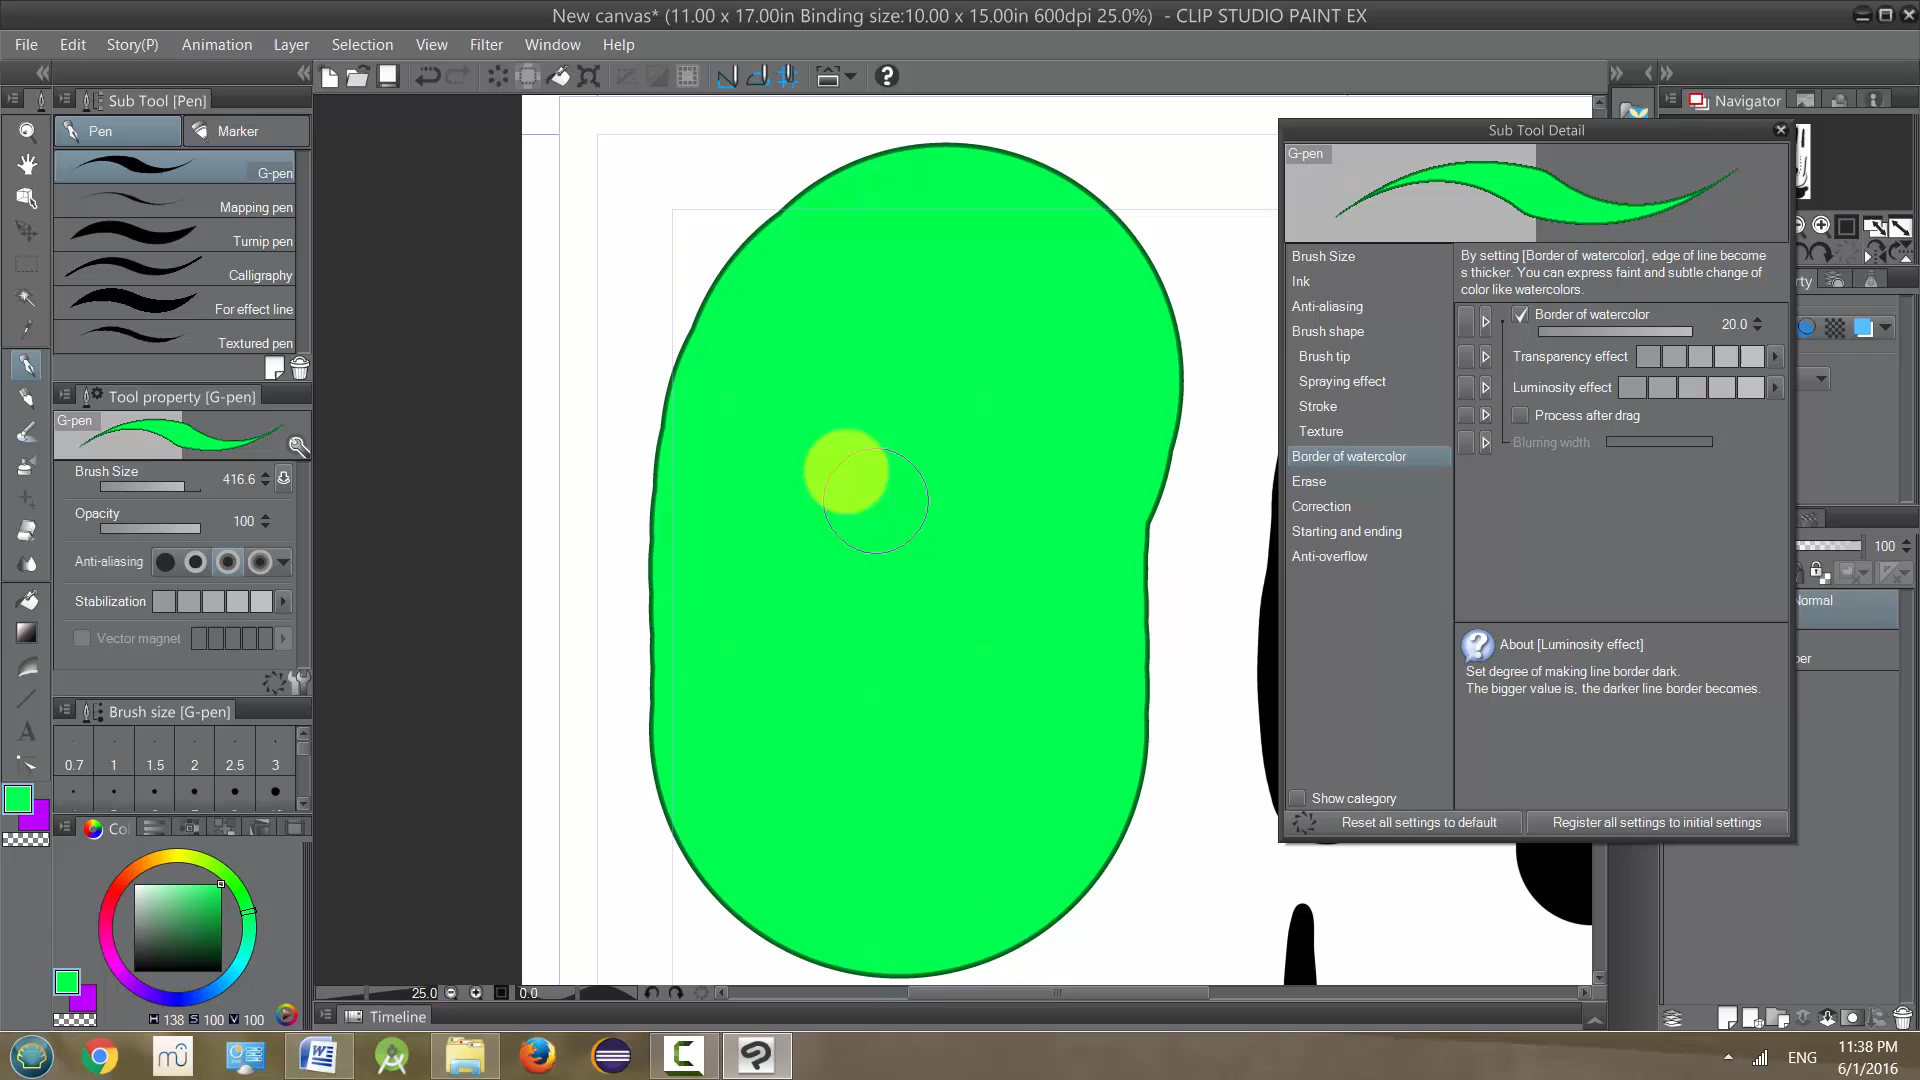 New canvas* (11.00 x 17.00in Binding size:10.00 x 15.00in 600dpi 25.0%) - CLIP STUDIO PAINT EX
File Edit Story(P) Animation Layer Selection View Filter Window Help
Sub Tool [Pen]
Pen
Marker
G-pen
Mapping pen
Turnip pen
Calligraphy
For effect line
Textured pen
Tool property [G-pen]
G-pen
Brush Size 416.6
Opacity 100
Anti-aliasing
Stabilization
Vector magnet
Brush size [G-pen]
0.7 1 1.5 2 2.5 3
Col
H 138 S 100 V 100
25.0
0.0
Timeline
Sub Tool Detail
G-pen
Brush Size
Ink
Anti-aliasing
Brush shape
Brush tip
Spraying effect
Stroke
Texture
Border of watercolor
Erase
Correction
Starting and ending
Anti-overflow
Show category
By setting [Border of watercolor], edge of line become
s thicker. You can express faint and subtle change of
color like watercolors.
Border of watercolor 20.0
Transparency effect
Luminosity effect
Process after drag
Blurring width
About [Luminosity effect]
Set degree of making line border dark.
The bigger value is, the darker line border becomes.
Reset all settings to default
Register all settings to initial settings
Navigator
rty
100
Normal
per
ENG
11:38 PM
6/1/2016